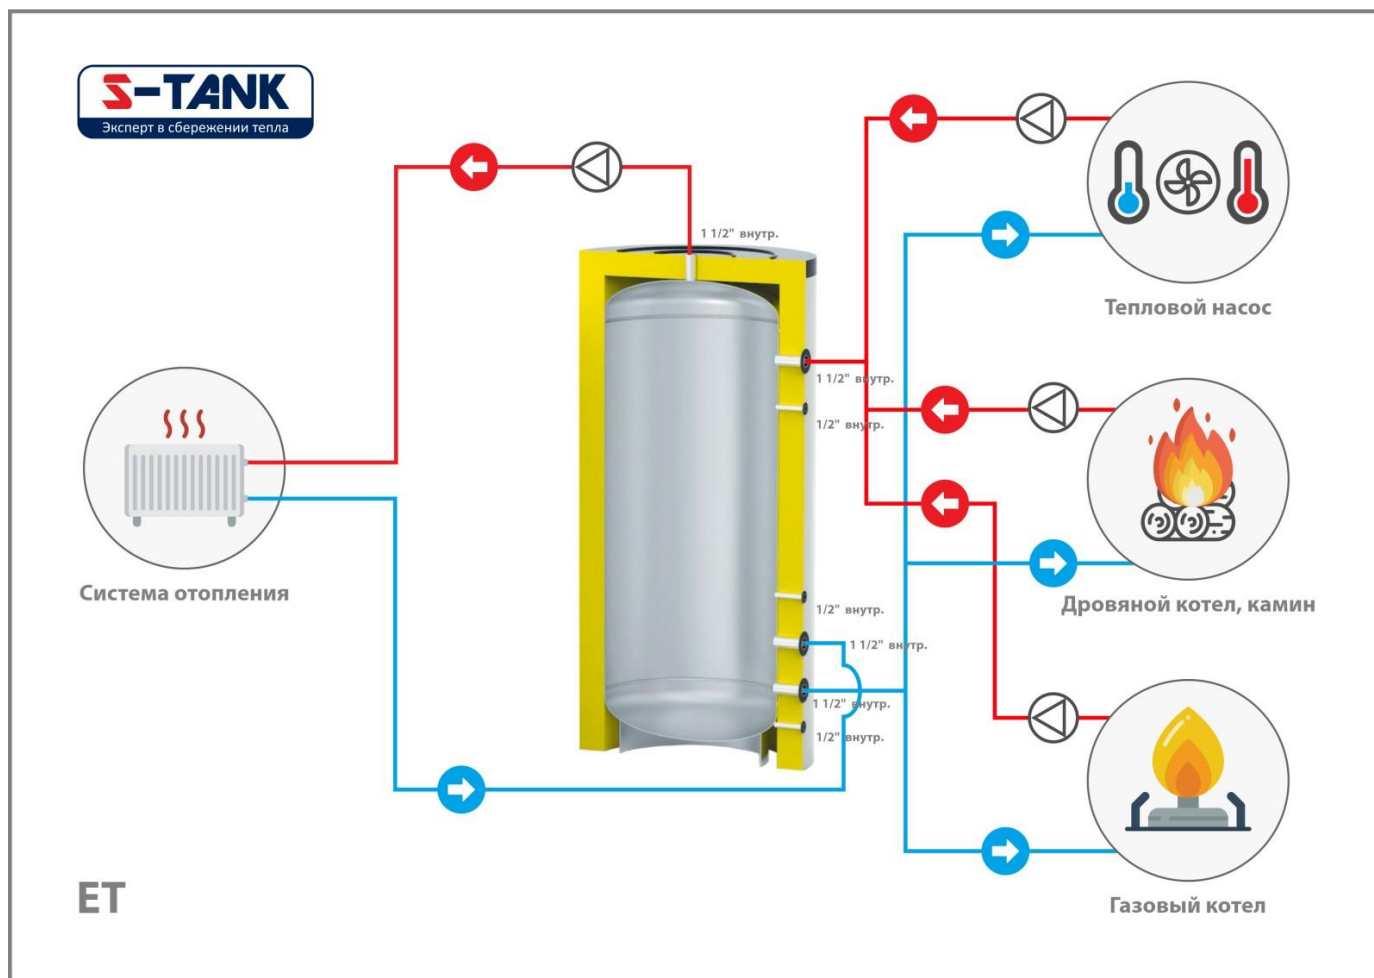 S-TANK
Эксперт в сбережении тепла
1 1/2" внутр.
Тепловой насос
1 1/2" внутр.
1/2" внутр.
Система отопления
1/2" внутр.
Дровяной котел, камин
1 1/2" внутр.
1 1/2" внутр.
1/2" внутр.
ET
Газовый котел